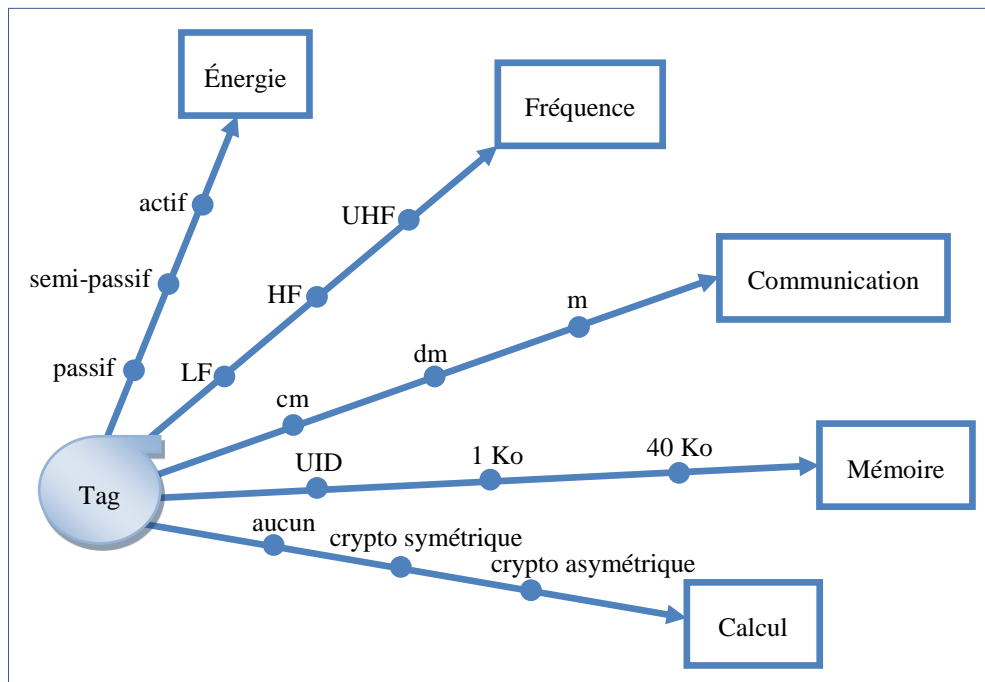 Énergie
Fréquence
actif
UHF
Communication
semi-passif
HF
m
dm
passif
LF
cm
UID
1 Ko
40 Ko
Mémoire
Tag
aucun
crypto symétrique
crypto asymétrique
Calcul